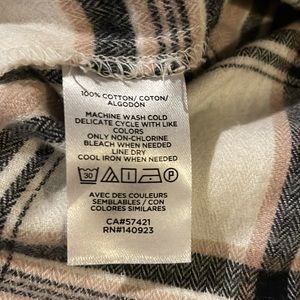 100% COTTON/ COTON/
ALGODÓN
MACHINE WASH COLD
DELICATE CYCLE WITH LIKE
COLORS
ONLY NON-CHLORINE
BLEACH WHEN NEEDED
LINE DRY
COOL IRON WHEN NEEDED
30 P
AVEC DES COULEURS
SEMBLABLES / CON
COLORES SIMILARES
CA#57421
RN#140923